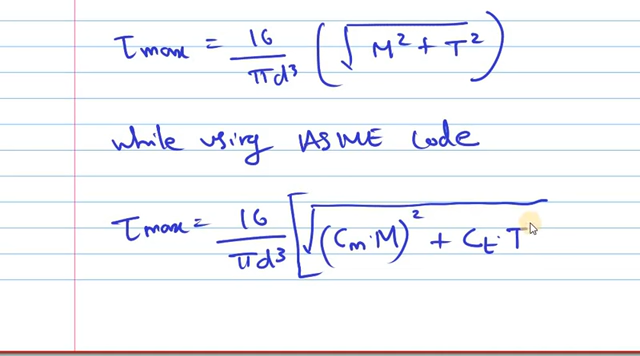 τmax = 16/πd³ (√M² + T²)
while using ASME Code
τmax = 16/πd³ [√(Cm·M)² + Ct·T